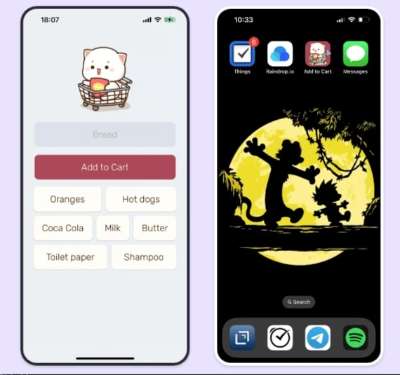 18:07
Bread
Add to Cart
Oranges
Hot dogs
Coca Cola
Milk
Butter
Toilet paper
Shampoo
10:33
6
Things
Raindrop.io
Add to Cart
Messages
Search